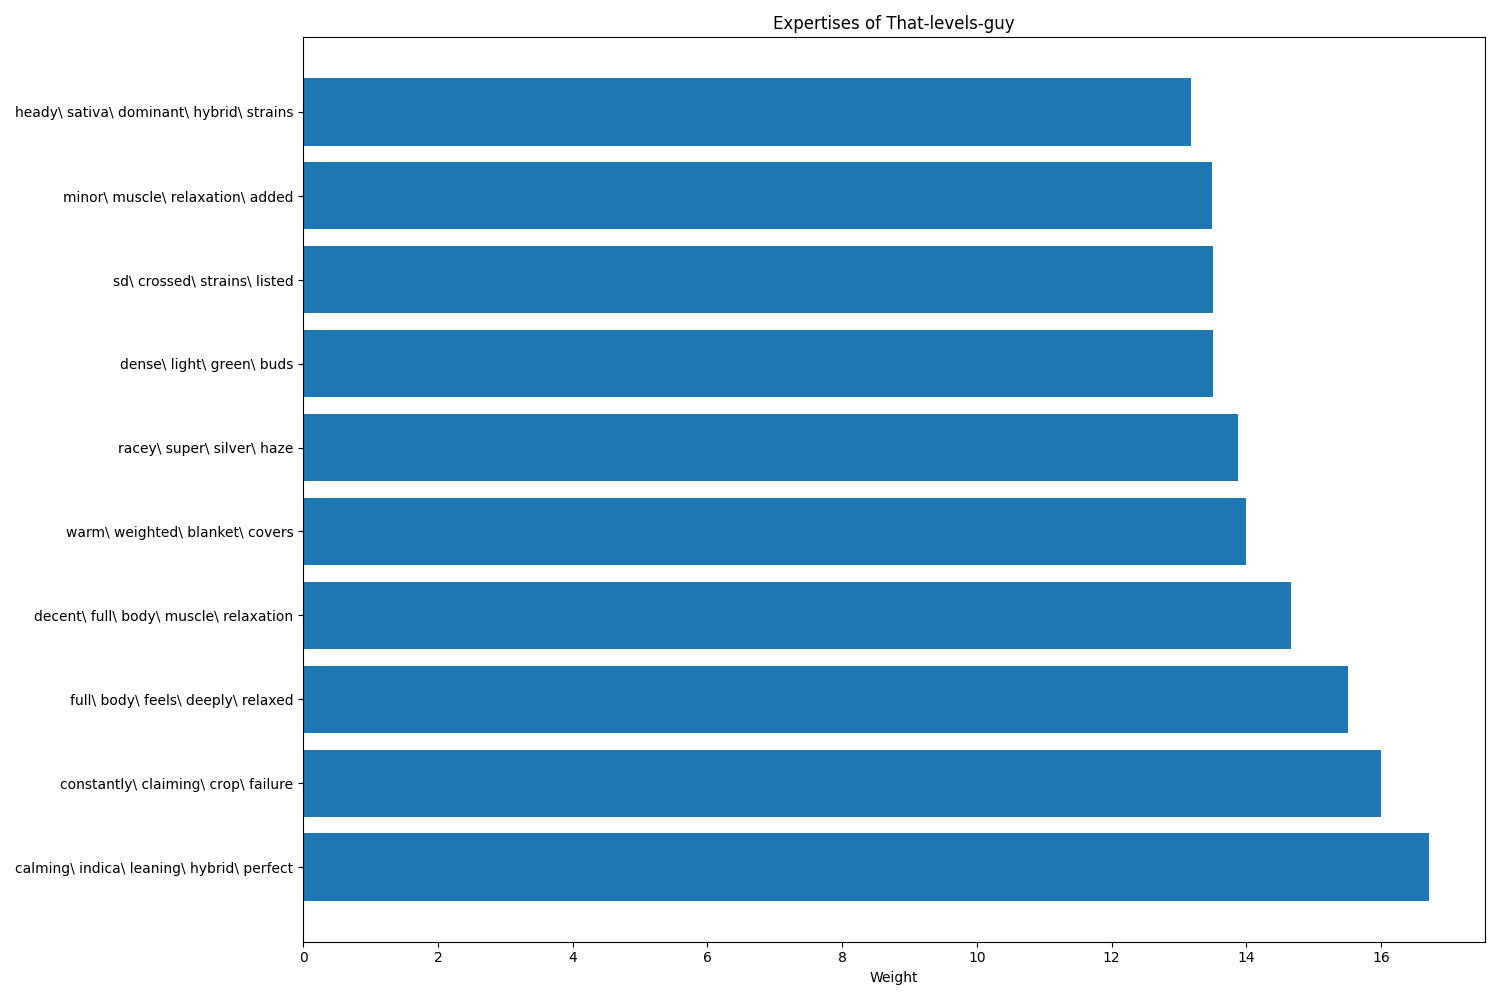 Expertises of That-levels-guy
heady\ sativa\ dominant\ hybrid\ strains
minor\ muscle\ relaxation\ added
sd\ crossed\ strains\ listed
dense\ light\ green\ buds
racey\ super\ silver\ haze
warm\ weighted\ blanket\ covers
decent\ full\ body\ muscle\ relaxation
full\ body\ feels\ deeply\ relaxed
constantly\ claiming\ crop\ failure
calming\ indica\ leaning\ hybrid\ perfect
0 2 4 6 8 10 12 14 16
Weight